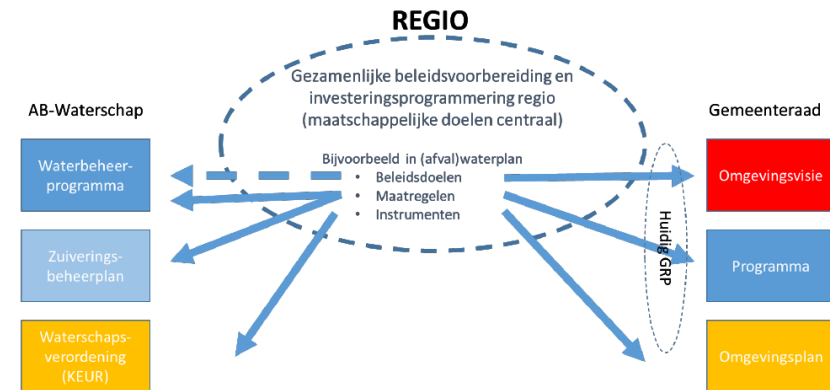 REGIO
Gezamenlijke beleidsvoorbereiding en
investeringsprogrammering regio
(maatschappelijke doelen centraal)
AB-Waterschap
Gemeenteraad
Bijvoorbeeld in (afval)waterplan
• Beleidsdoelen
• Maatregelen
• Instrumenten
Waterbeheer-
programma
Zuiverings-
beheerplan
Waterschaps-
verordening
(KEUR)
Huidig GRP
Omgevingsvisie
Programma
Omgevingsplan